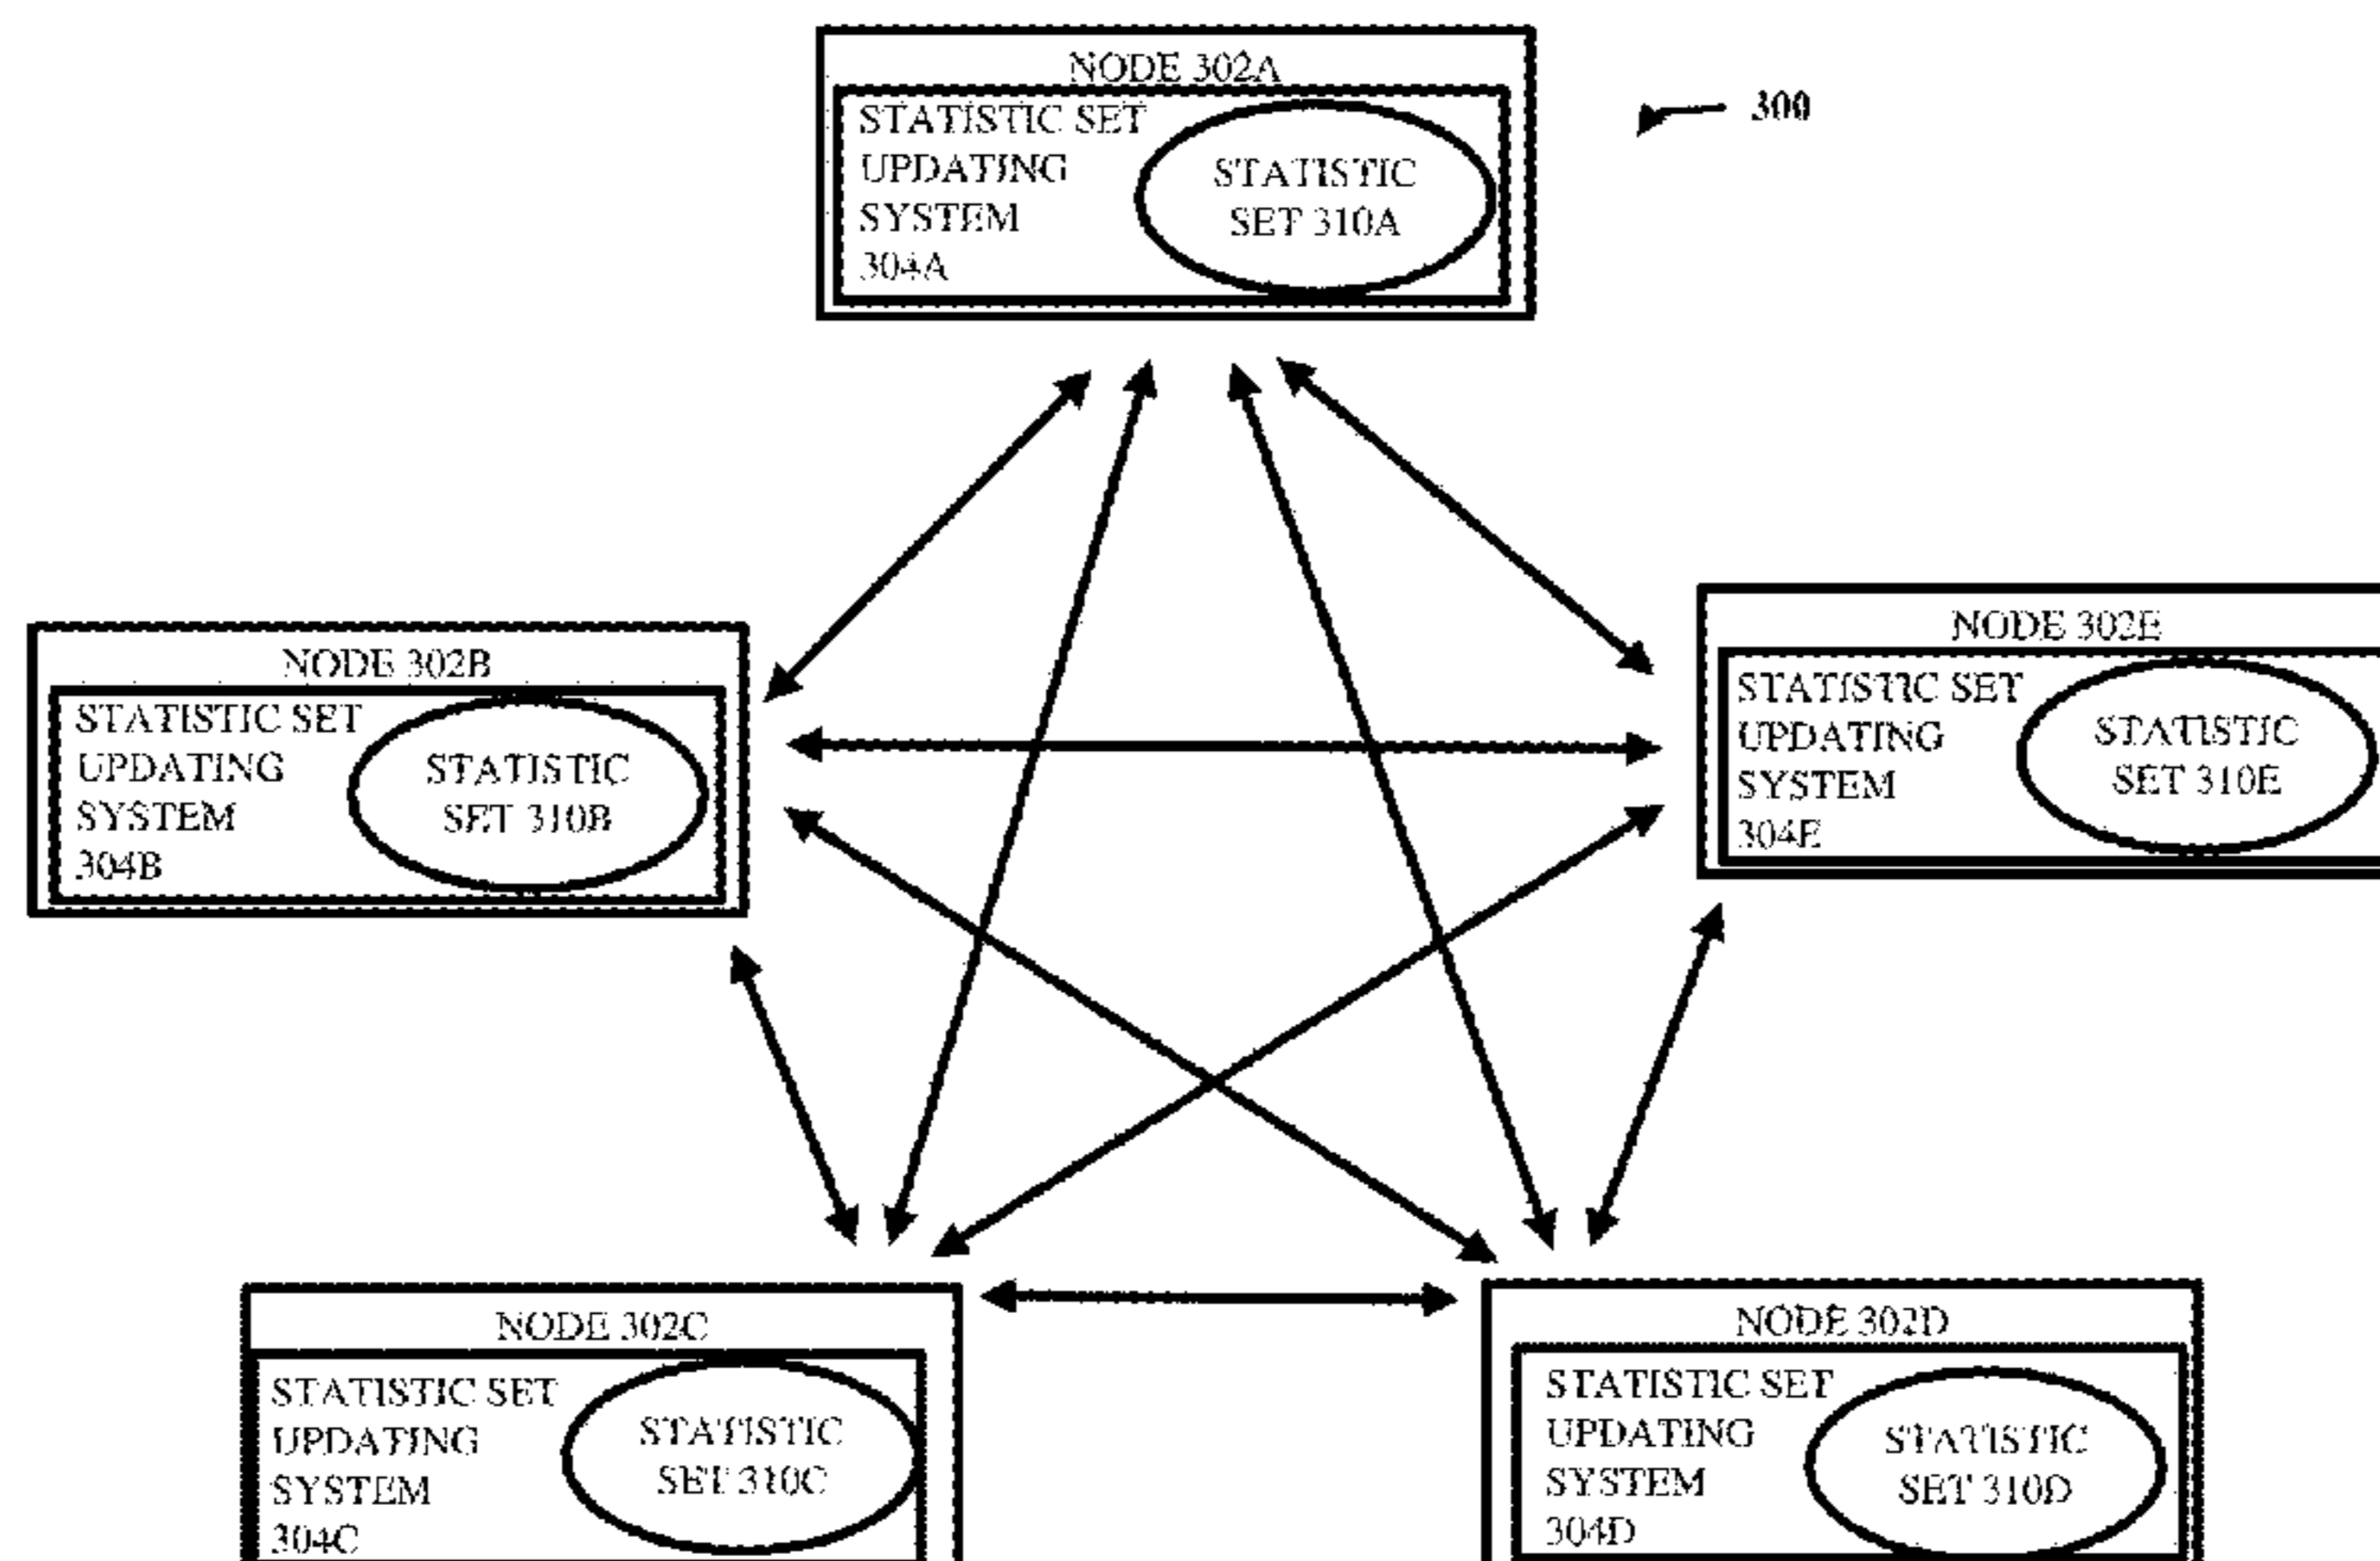 NODE 302A
STATISTIC SET
UPDATING
SYSTEM
304A
STATISTIC
SET 310A
300
NODE 302B
STATISTIC SET
UPDATING
SYSTEM
304B
STATISTIC
SET 310B
NODE 302E
STATISTIC SET
UPDATING
SYSTEM
304E
STATISTIC
SET 310E
NODE 302C
STATISTIC SET
UPDATING
SYSTEM
304C
STATISTIC
SET 310C
NODE 302D
STATISTIC SET
UPDATING
SYSTEM
304D
STATISTIC
SET 310D